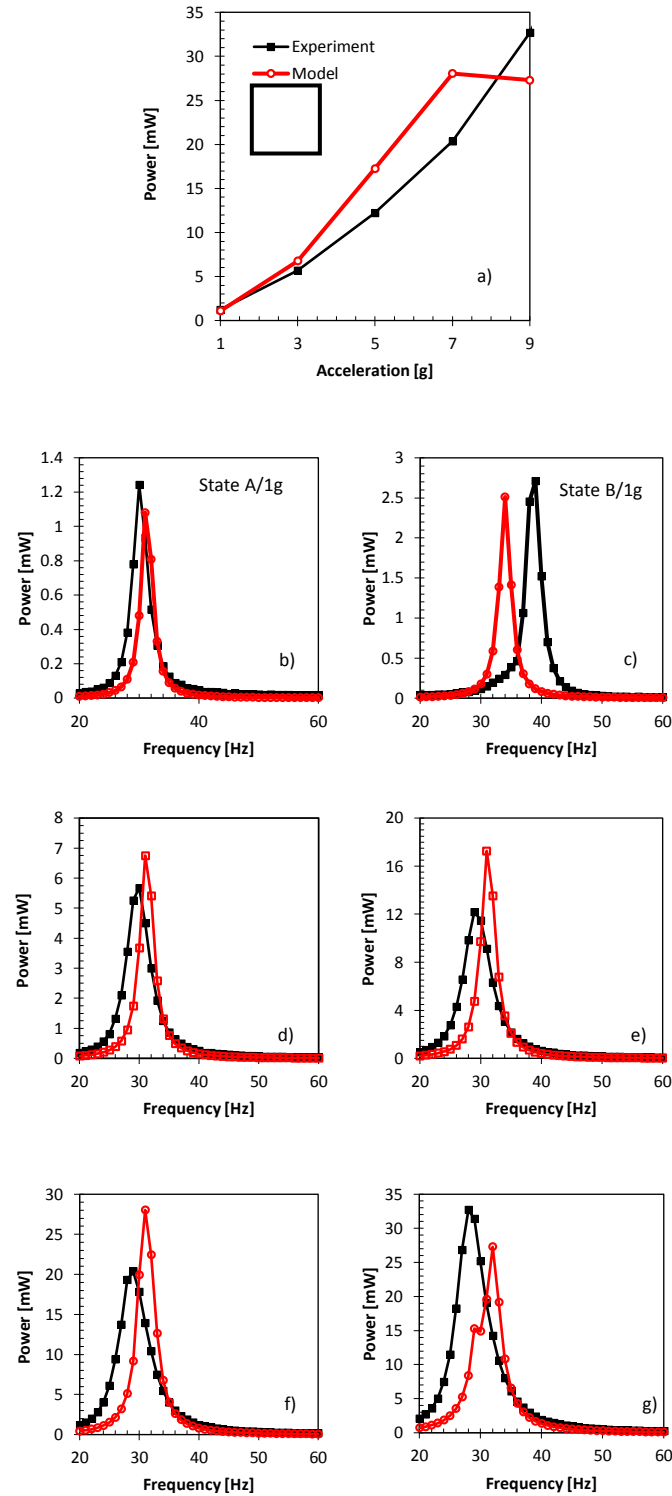 35
30
25
20
15
10
5
0
Power [mW]
Experiment
Model
a)
1 3 5 7 9
Acceleration [g]
1.4
1.2
1
0.8
0.6
0.4
0.2
0
Power [mW]
State A/1g
b)
20 40 60
Frequency [Hz]
3
2.5
2
1.5
1
0.5
0
Power [mW]
State B/1g
c)
20 30 40 50 60
Frequency [Hz]
8
7
6
5
4
3
2
1
0
Power [mW]
d)
20 30 40 50 60
Frequency [Hz]
20
16
12
8
4
0
Power [mW]
e)
20 30 40 50 60
Frequency [Hz]
30
25
20
15
10
5
0
Power [mW]
f)
20 30 40 50 60
Frequency [Hz]
35
30
25
20
15
10
5
0
Power [mW]
g)
20 30 40 50 60
Frequency [Hz]